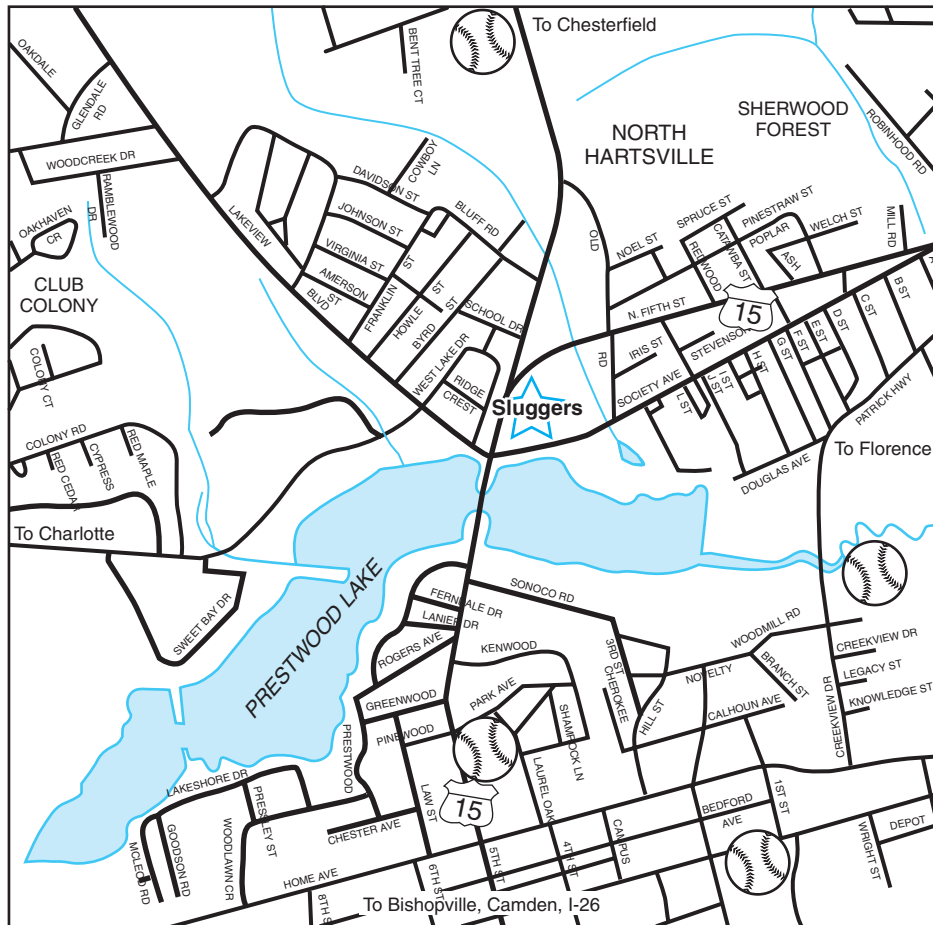 To Chesterfield
OAKDALE
GLENDALE
RD
BENT TREE CT
NORTH
HARTSVILLE
SHERWOOD
FOREST
ROBINHOOD RD
WOODCREEK DR
RAMBLEWOOD
DR
OAKHAVEN
CR
COWBOY
LN
DAVIDSON ST
BLUFF RD
LAKEVIEW
BLVD
JOHNSON ST
VIRGINIA ST
AMERSON
ST
FRANKLIN
ST
HOWLE
ST
BYRD
ST
SCHOOL DR
WEST LAKE DR
RIDGE
CREST
OLD
RD
NOEL ST
SPRUCE ST
PINESTRAW ST
CATAWBA ST
REDWOOD
POPLAR
WELCH ST
ASH
MILL RD
N. FIFTH ST
15
IRIS ST
STEVENSON
SOCIETY AVE
L ST
J ST
I ST
H ST
G ST
F ST
E ST
D ST
C ST
B ST
A
PATRICK HWY
DOUGLAS AVE
To Florence
CLUB
COLONY
COLONY CT
COLONY RD
RED CEDAR
CYPRESS
RED MAPLE
Sluggers
To Charlotte
SWEET BAY DR
PRESTWOOD LAKE
FERNDALE DR
LANIER DR
ROGERS AVE
SONOCO RD
KENWOOD
3RD ST
CHEROKEE
HILL ST
NOVELTY
WOODMILL RD
BRANCH ST
CALHOUN AVE
CREEKVIEW DR
LEGACY ST
KNOWLEDGE ST
CREEKVIEW DR
GREENWOOD
PARK AVE
PINEWOOD
PRESTWOOD
SHAMROCK LN
LAUREL OAK
LAKESHORE DR
PRESSLEY ST
WOODLAWN CR
GOODSON RD
MCLEOD RD
CHESTER AVE
LAW ST
15
HOME AVE
8TH S
6TH ST
5TH ST
4TH ST
CAMPUS
BEDFORD
AVE
1ST ST
WRIGHT ST
DEPOT
To Bishopville, Camden, I-26